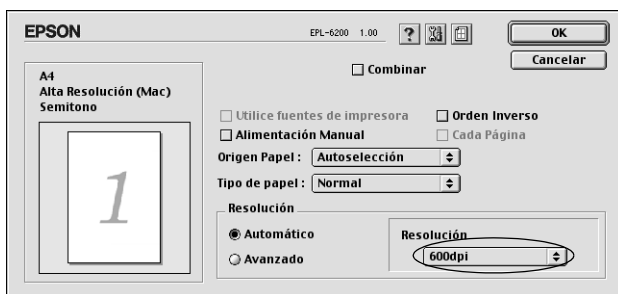 EPSON
EPL-6200 1.00
?
OK
Cancelar
A4
Alta Resolución (Mac)
Semitono
1
Combinar
Utilice fuentes de impresora
Orden Inverso
Alimentación Manual
Cada Página
Origen Papel : Autoselección
Tipo de papel : Normal
Resolución
Automático
Avanzado
Resolución
600dpi